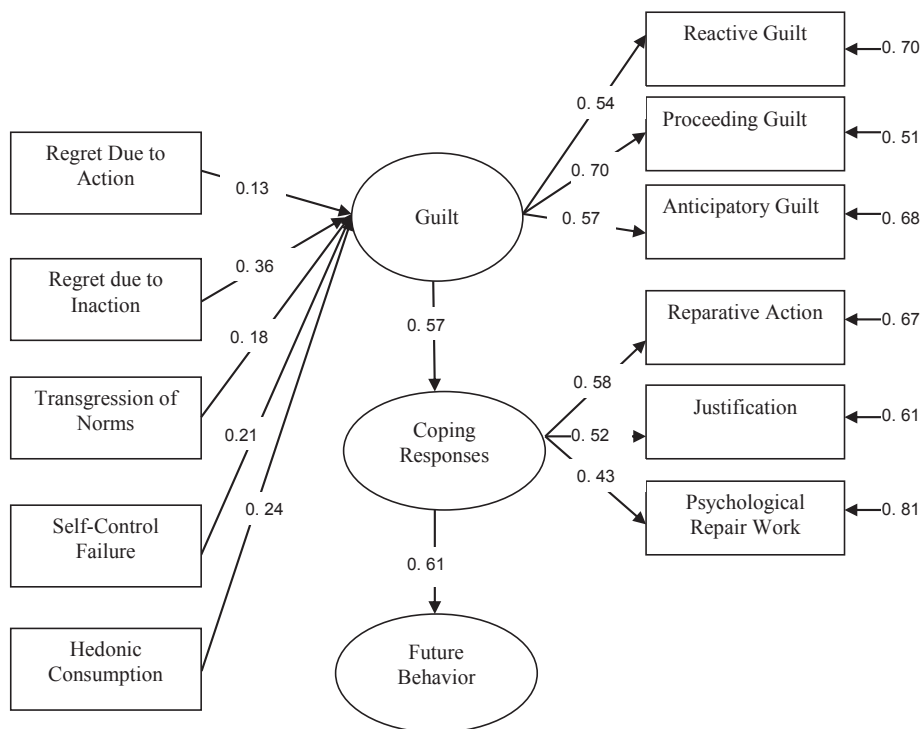 Reactive Guilt
0. 70
0. 54
Proceeding Guilt
0. 51
Regret Due to
Action
0.13
0. 70
Guilt
Anticipatory Guilt
0. 57
0. 68
Regret due to
Inaction
0. 36
0. 57
Reparative Action
0. 67
0. 18
0. 58
Transgression of
Norms
Justification
0. 61
0.21
Coping
Responses
0. 52
0. 43
0. 24
Psychological
Repair Work
0. 81
Self-Control
Failure
0. 61
Hedonic
Consumption
Future
Behavior